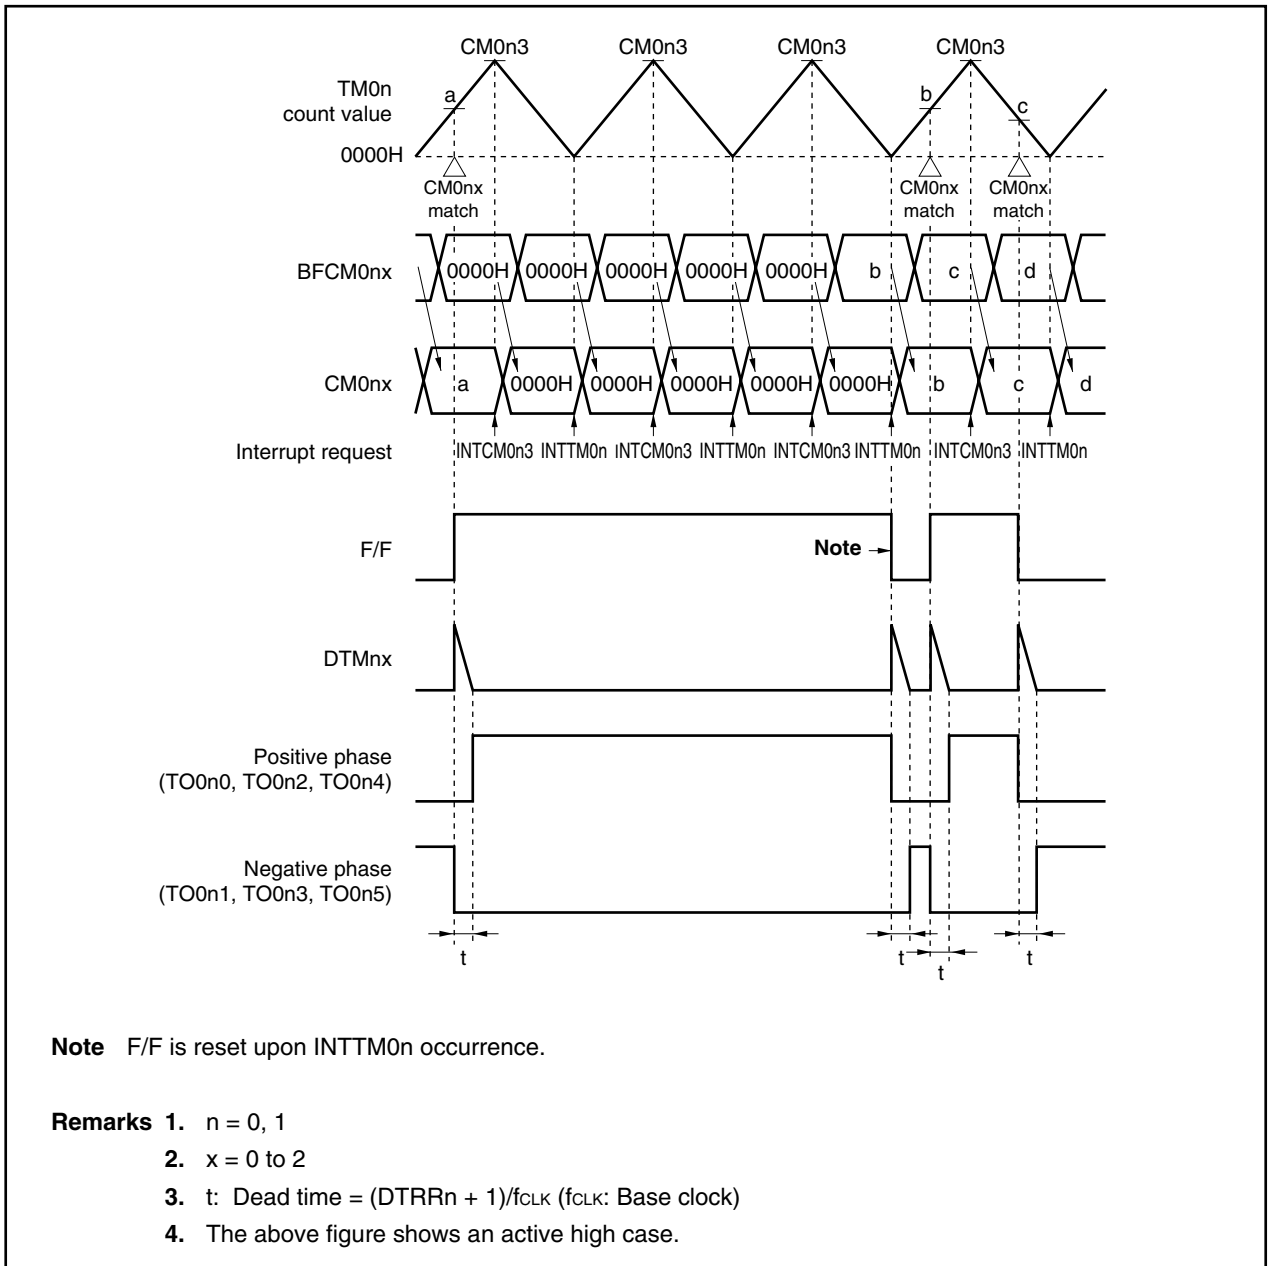 CM0n3 CM0n3 CM0n3 CM0n3
TM0n
count value
a b c
0000H
CM0nx
match
CM0nx
match
CM0nx
match
BFCM0nx 0000H 0000H 0000H 0000H 0000H b c d
CM0nx a 0000H 0000H 0000H 0000H 0000H b c d
Interrupt request INTCM0n3 INTTM0n INTCM0n3 INTTM0n INTCM0n3 INTTM0n INTCM0n3 INTTM0n
F/F Note
DTMnx
Positive phase
(TO0n0, TO0n2, TO0n4)
Negative phase
(TO0n1, TO0n3, TO0n5)
t t t t
Note F/F is reset upon INTTM0n occurrence.
Remarks 1. n = 0, 1
2. x = 0 to 2
3. t: Dead time = (DTRRn + 1)/fCLK (fCLK: Base clock)
4. The above figure shows an active high case.